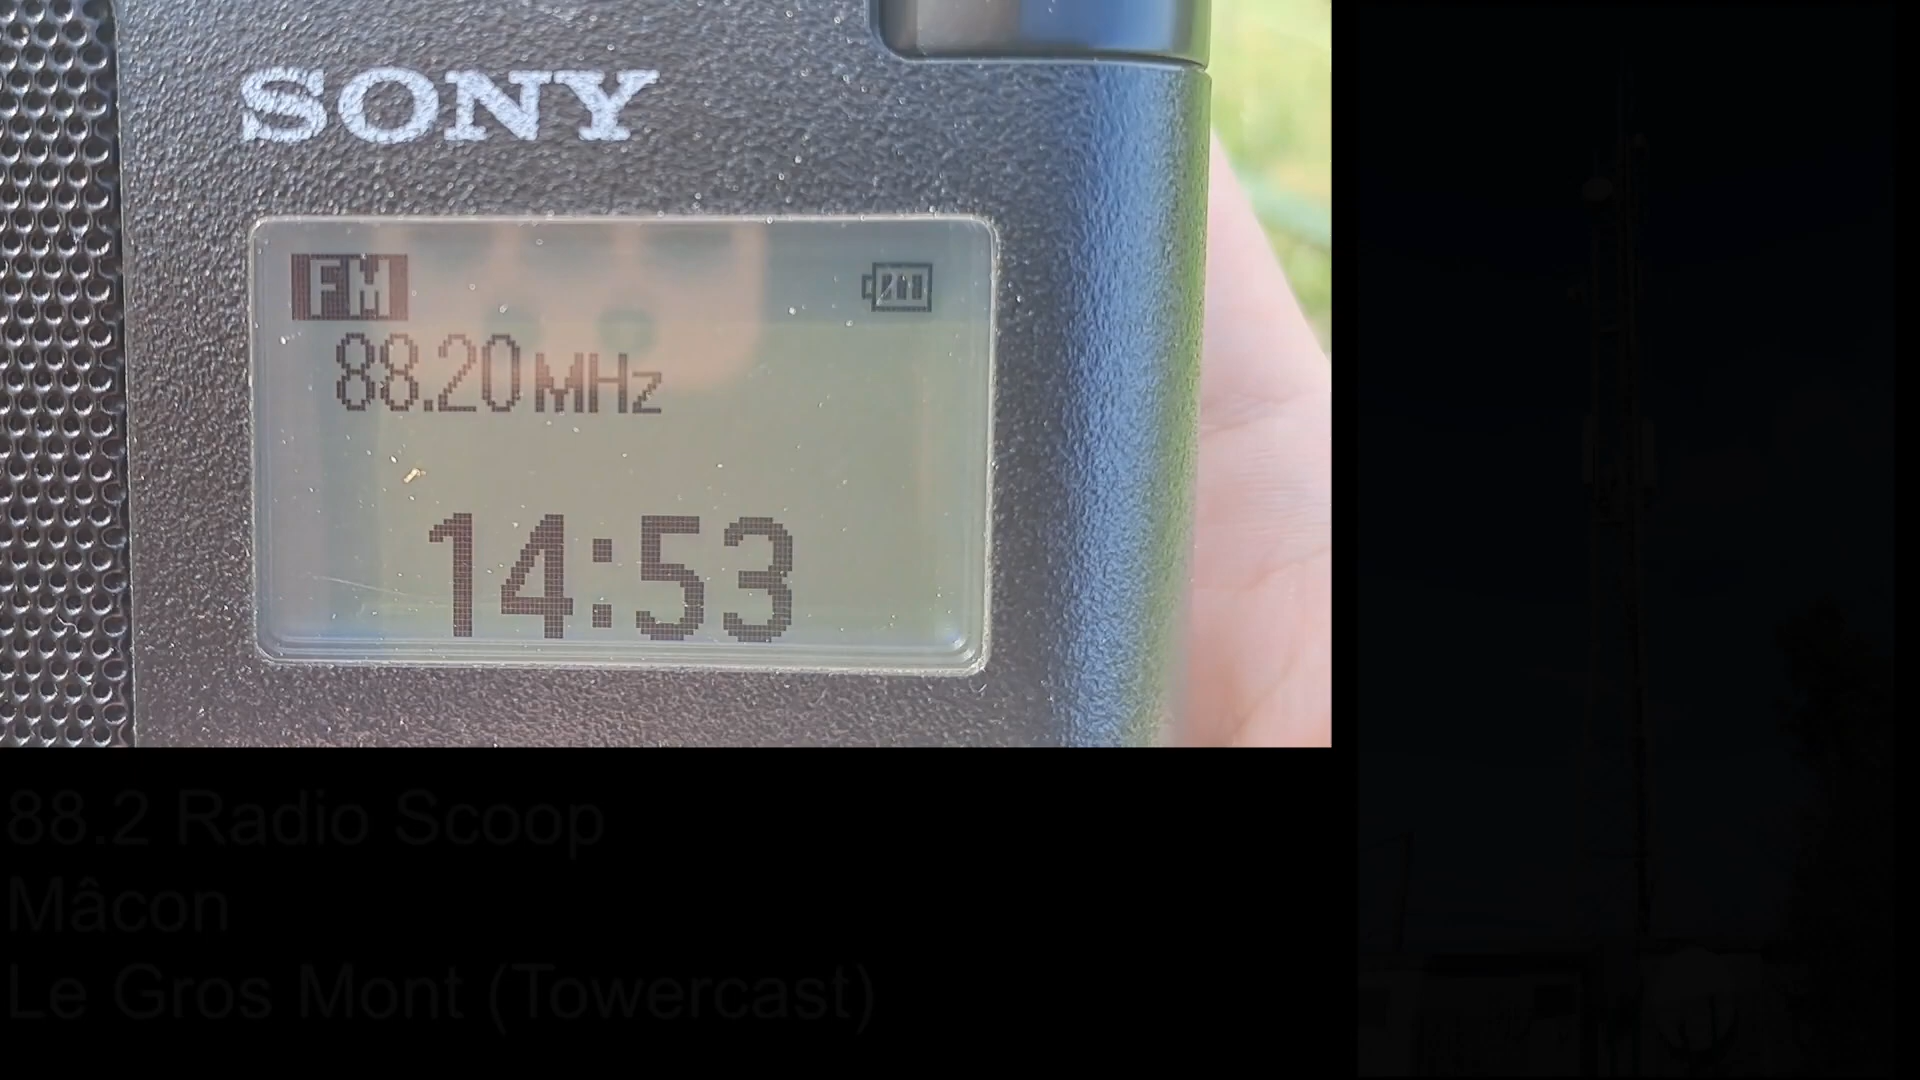 SONY
FM
88.20 MHz
14:53
88.2 Radio Scoop
Mâcon
Le Gros Mont (Towercast)